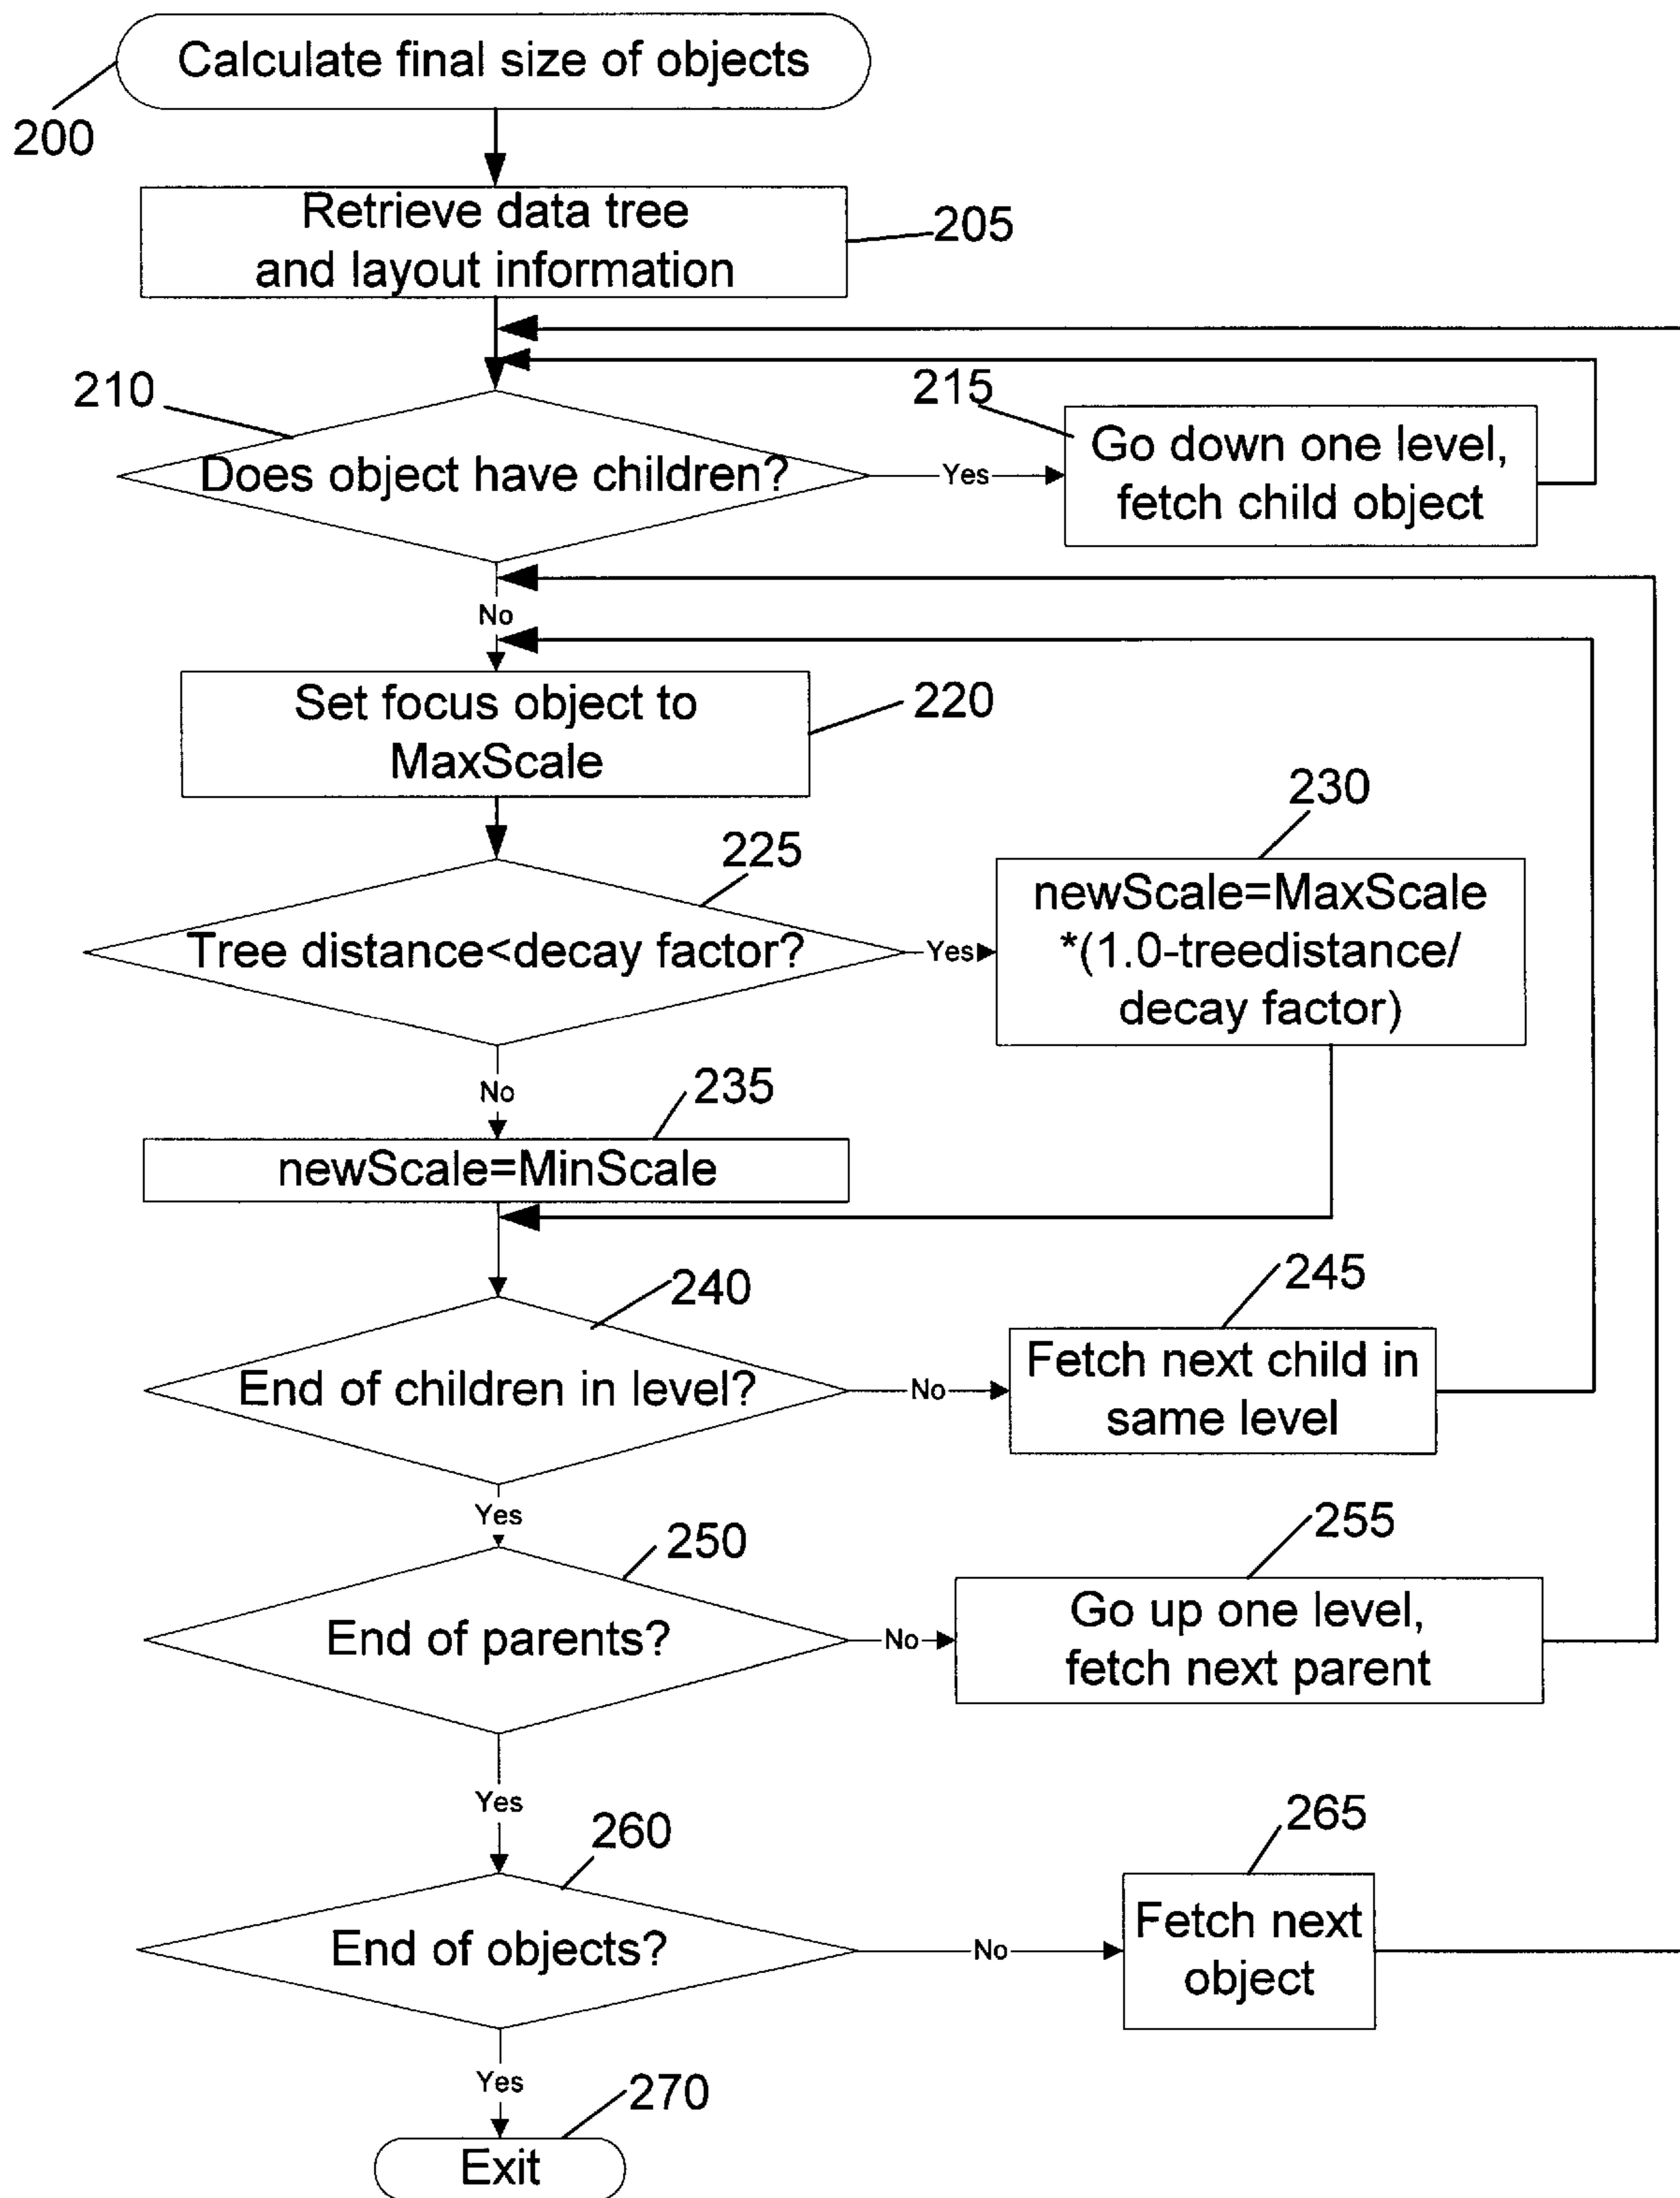 Calculate final size of objects
200
Retrieve data tree
and layout information
205
210
Does object have children?
Yes
215
Go down one level,
fetch child object
No
Set focus object to
MaxScale
220
225
Tree distance<decay factor?
Yes
230
newScale=MaxScale
*(1.0-treedistance/
decay factor)
No
235
newScale=MinScale
240
End of children in level?
No
245
Fetch next child in
same level
Yes
250
End of parents?
No
255
Go up one level,
fetch next parent
Yes
260
End of objects?
No
265
Fetch next
object
Yes
270
Exit